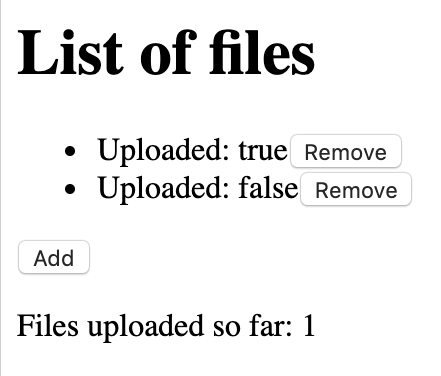 List of files
Uploaded: true Remove
Uploaded: false Remove
Add
Files uploaded so far: 1